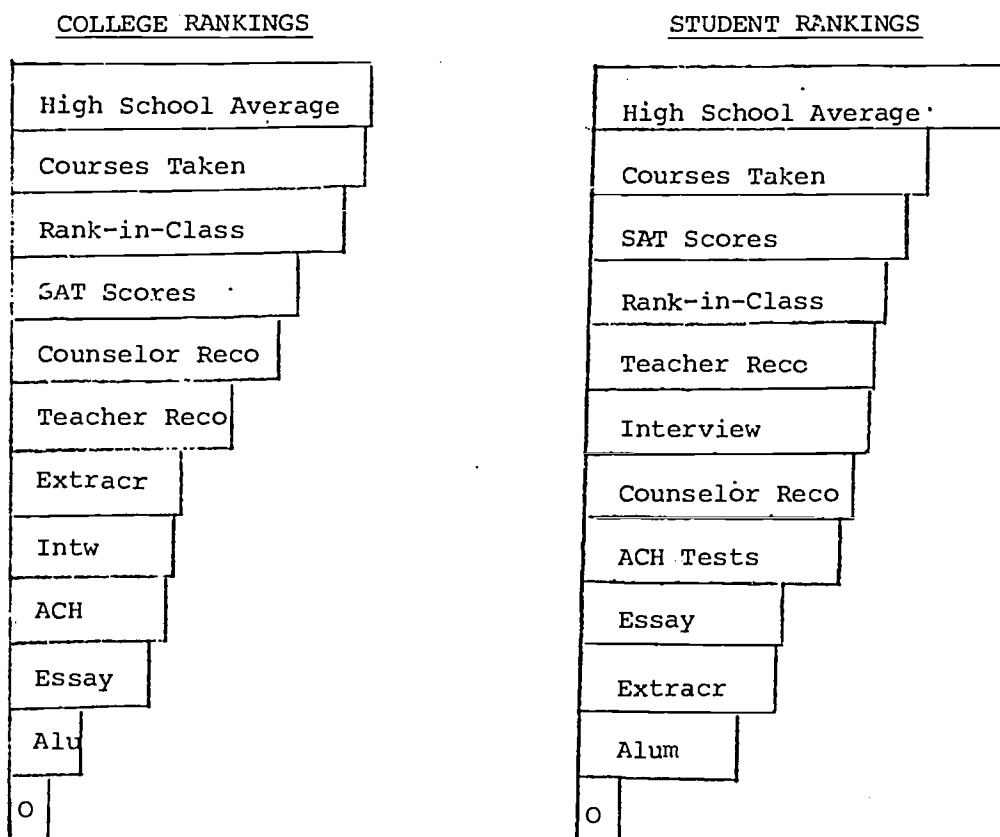 COLLEGE RANKINGS
High School Average
Courses Taken
Rank-in-Class
SAT Scores
Counselor Reco
Teacher Reco
Extracr
Intw
ACH
Essay
Alu
O
STUDENT RANKINGS
High School Average
Courses Taken
SAT Scores
Rank-in-Class
Teacher Reco
Interview
Counselor Reco
ACH Tests
Essay
Extracr
Alum
O